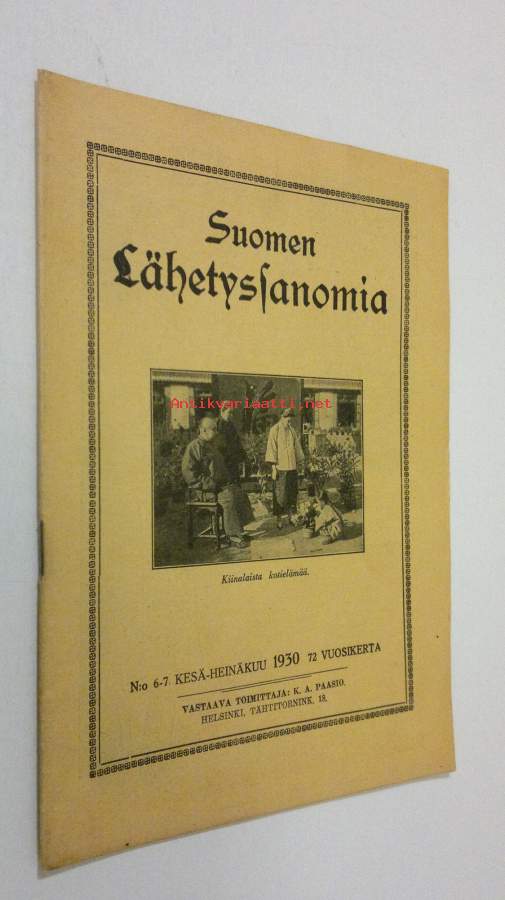 Suomen
Lähetyssanomia
Antikvariaatti.net
Kiinalaista kotielämää.
N:o 6-7 KESÄ-HEINÄKUU 1930 72 VUOSIKERTA
VASTAAVA TOIMITTAJA: K. A. PAASIO.
HELSINKI, TÄHTITORNINK. 18.